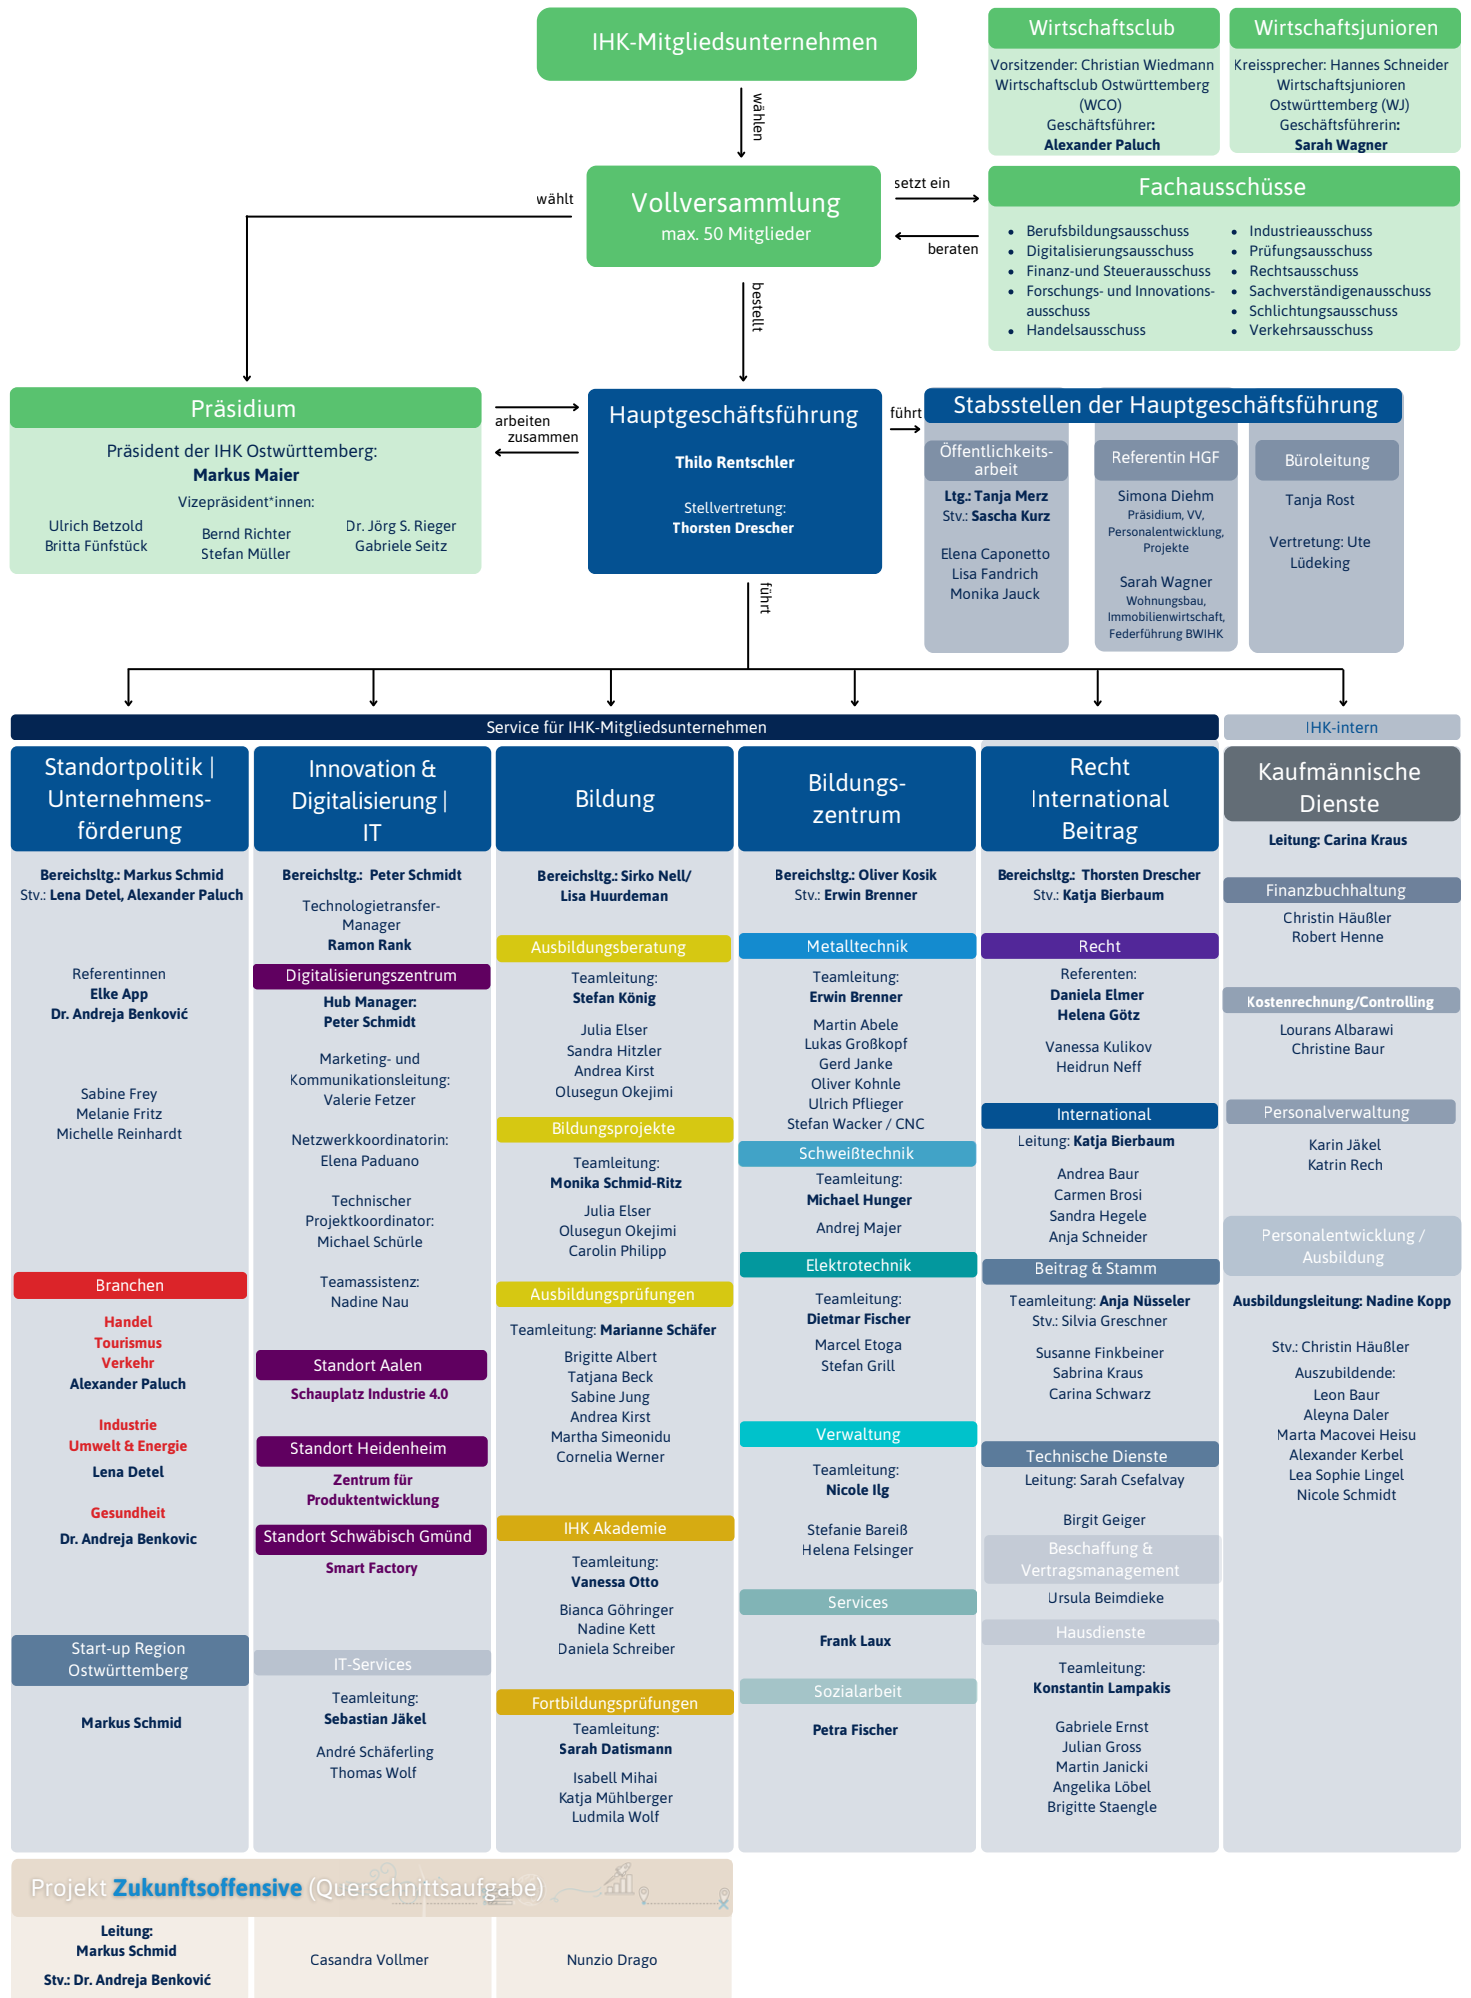 IHK-Mitgliedsunternehmen
Wirtschaftsclub
Vorsitzender: Christian Wiedmann
Wirtschaftsclub Ostwürttemberg
(WCO)
Geschäftsführer:
Alexander Paluch
Wirtschaftsjunioren
Kreissprecher: Hannes Schneider
Wirtschaftsjunioren
Ostwürttemberg (WJ)
Geschäftsführerin:
Sarah Wagner
wählen
Vollversammlung
max. 50 Mitglieder
wählt
setzt ein
beraten
bestellt
Fachausschüsse
• Berufsbildungsausschuss
• Digitalisierungsausschuss
• Finanz-und Steuerausschuss
• Forschungs- und Innovations-
ausschuss
• Handelsausschuss
• Industrieausschuss
• Prüfungsausschuss
• Rechtsausschuss
• Sachverständigenausschuss
• Schlichtungsausschuss
• Verkehrsausschuss
Präsidium
Präsident der IHK Ostwürttemberg:
Markus Maier
Vizepräsident*innen:
Ulrich Betzold
Britta Fünfstück
Bernd Richter
Stefan Müller
Dr. Jörg S. Rieger
Gabriele Seitz
arbeiten
zusammen
Hauptgeschäftsführung
Thilo Rentschler
Stellvertretung:
Thorsten Drescher
führt
Stabsstellen der Hauptgeschäftsführung
Öffentlichkeits-
arbeit
Ltg.: Tanja Merz
Stv.: Sascha Kurz
Elena Caponetto
Lisa Fandrich
Monika Jauck
Referentin HGF
Simona Diehm
Präsidium, VV,
Personalentwicklung,
Projekte
Sarah Wagner
Wohnungsbau,
Immobilienwirtschaft,
Federführung BWIHK
Büroleitung
Tanja Rost
Vertretung: Ute
Lüdeking
führt
Service für IHK-Mitgliedsunternehmen
IHK-intern
Standortpolitik |
Unternehmens-
förderung
Bereichsltg.: Markus Schmid
Stv.: Lena Detel, Alexander Paluch
Referentinnen
Elke App
Dr. Andreja Benković
Sabine Frey
Melanie Fritz
Michelle Reinhardt
Branchen
Handel
Tourismus
Verkehr
Alexander Paluch
Industrie
Umwelt & Energie
Lena Detel
Gesundheit
Dr. Andreja Benkovic
Start-up Region
Ostwürttemberg
Markus Schmid
Innovation &
Digitalisierung |
IT
Bereichsltg.: Peter Schmidt
Technologietransfer-
Manager
Ramon Rank
Digitalisierungszentrum
Hub Manager:
Peter Schmidt
Marketing- und
Kommunikationsleitung:
Valerie Fetzer
Netzwerkkoordinatorin:
Elena Paduano
Technischer
Projektkoordinator:
Michael Schürle
Teamassistenz:
Nadine Nau
Standort Aalen
Schauplatz Industrie 4.0
Standort Heidenheim
Zentrum für
Produktentwicklung
Standort Schwäbisch Gmünd
Smart Factory
IT-Services
Teamleitung:
Sebastian Jäkel
André Schäferling
Thomas Wolf
Bildung
Bereichsltg.: Sirko Nell/
Lisa Huurdeman
Ausbildungsberatung
Teamleitung:
Stefan König
Julia Elser
Sandra Hitzler
Andrea Kirst
Olusegun Okejimi
Bildungsprojekte
Teamleitung:
Monika Schmid-Ritz
Julia Elser
Olusegun Okejimi
Carolin Philipp
Ausbildungsprüfungen
Teamleitung: Marianne Schäfer
Brigitte Albert
Tatjana Beck
Sabine Jung
Andrea Kirst
Martha Simeonidu
Cornelia Werner
IHK Akademie
Teamleitung:
Vanessa Otto
Bianca Göhringer
Nadine Kett
Daniela Schreiber
Fortbildungsprüfungen
Teamleitung:
Sarah Datismann
Isabell Mihai
Katja Mühlberger
Ludmila Wolf
Bildungs-
zentrum
Bereichsltg.: Oliver Kosik
Stv.: Erwin Brenner
Metalltechnik
Teamleitung:
Erwin Brenner
Martin Abele
Lukas Großkopf
Gerd Janke
Oliver Kohnle
Ulrich Pflieger
Stefan Wacker / CNC
Schweißtechnik
Teamleitung:
Michael Hunger
Andrej Majer
Elektrotechnik
Teamleitung:
Dietmar Fischer
Marcel Etoga
Stefan Grill
Verwaltung
Teamleitung:
Nicole Ilg
Stefanie Bareiß
Helena Felsinger
Services
Frank Laux
Sozialarbeit
Petra Fischer
Recht
International
Beitrag
Bereichsltg.: Thorsten Drescher
Stv.: Katja Bierbaum
Recht
Referenten:
Daniela Elmer
Helena Götz
Vanessa Kulikov
Heidrun Neff
International
Leitung: Katja Bierbaum
Andrea Baur
Carmen Brosi
Sandra Hegele
Anja Schneider
Beitrag & Stamm
Teamleitung: Anja Nüsseler
Stv.: Silvia Greschner
Susanne Finkbeiner
Sabrina Kraus
Carina Schwarz
Technische Dienste
Leitung: Sarah Csefalvay
Birgit Geiger
Beschaffung &
Vertragsmanagement
Ursula Beimdieke
Hausdienste
Teamleitung:
Konstantin Lampakis
Gabriele Ernst
Julian Gross
Martin Janicki
Angelika Löbel
Brigitte Staengle
Kaufmännische
Dienste
Leitung: Carina Kraus
Finanzbuchhaltung
Christin Häußler
Robert Henne
Kostenrechnung/Controlling
Lourans Albarawi
Christine Baur
Personalverwaltung
Karin Jäkel
Katrin Rech
Personalentwicklung /
Ausbildung
Ausbildungsleitung: Nadine Kopp
Stv.: Christin Häußler
Auszubildende:
Leon Baur
Aleyna Daler
Marta Macovei Heisu
Alexander Kerbel
Lea Sophie Lingel
Nicole Schmidt
Projekt Zukunftsoffensive (Querschnittsaufgabe)
Leitung:
Markus Schmid
Stv.: Dr. Andreja Benković
Casandra Vollmer
Nunzio Drago